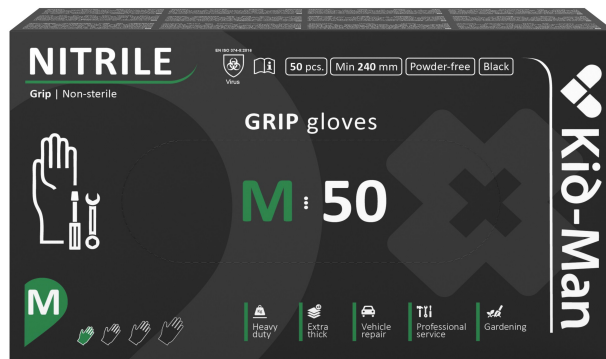 NITRILE
Grip | Non-sterile
EN ISO 374-5:2016
Virus
50 pcs.
Min 240 mm
Powder-free
Black
GRIP gloves
M : 50
M
Heavy duty
Extra thick
Vehicle repair
Professional service
Gardening
Kið-Man